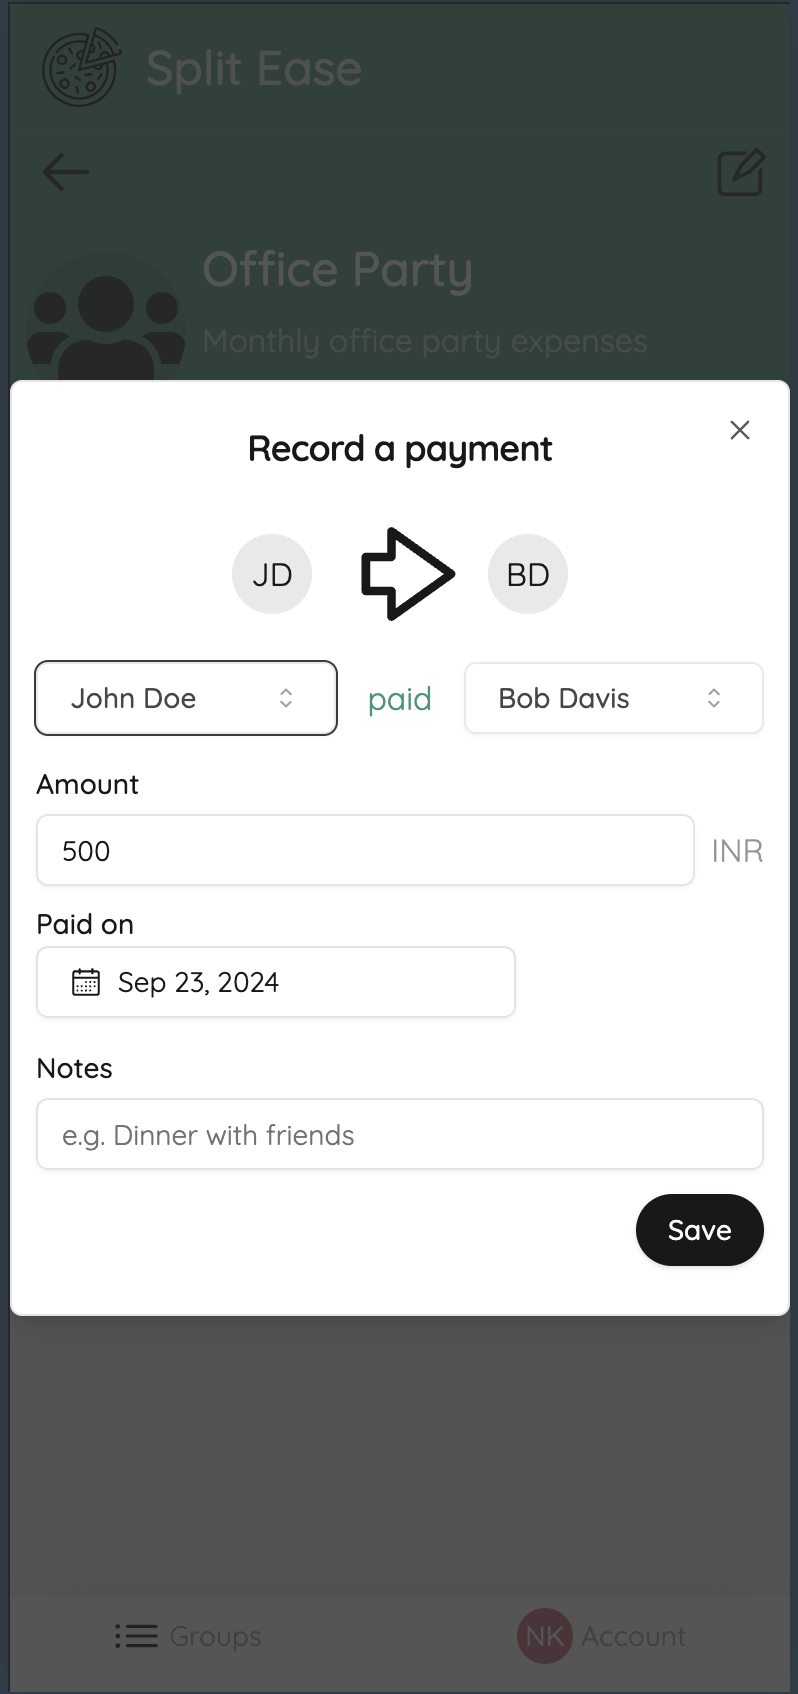 Split Ease
Office Party
Monthly office party expenses
Record a payment
JD BD
John Doe paid Bob Davis
Amount
500 INR
Paid on
Sep 23, 2024
Notes
e.g. Dinner with friends
Save
Groups NK Account